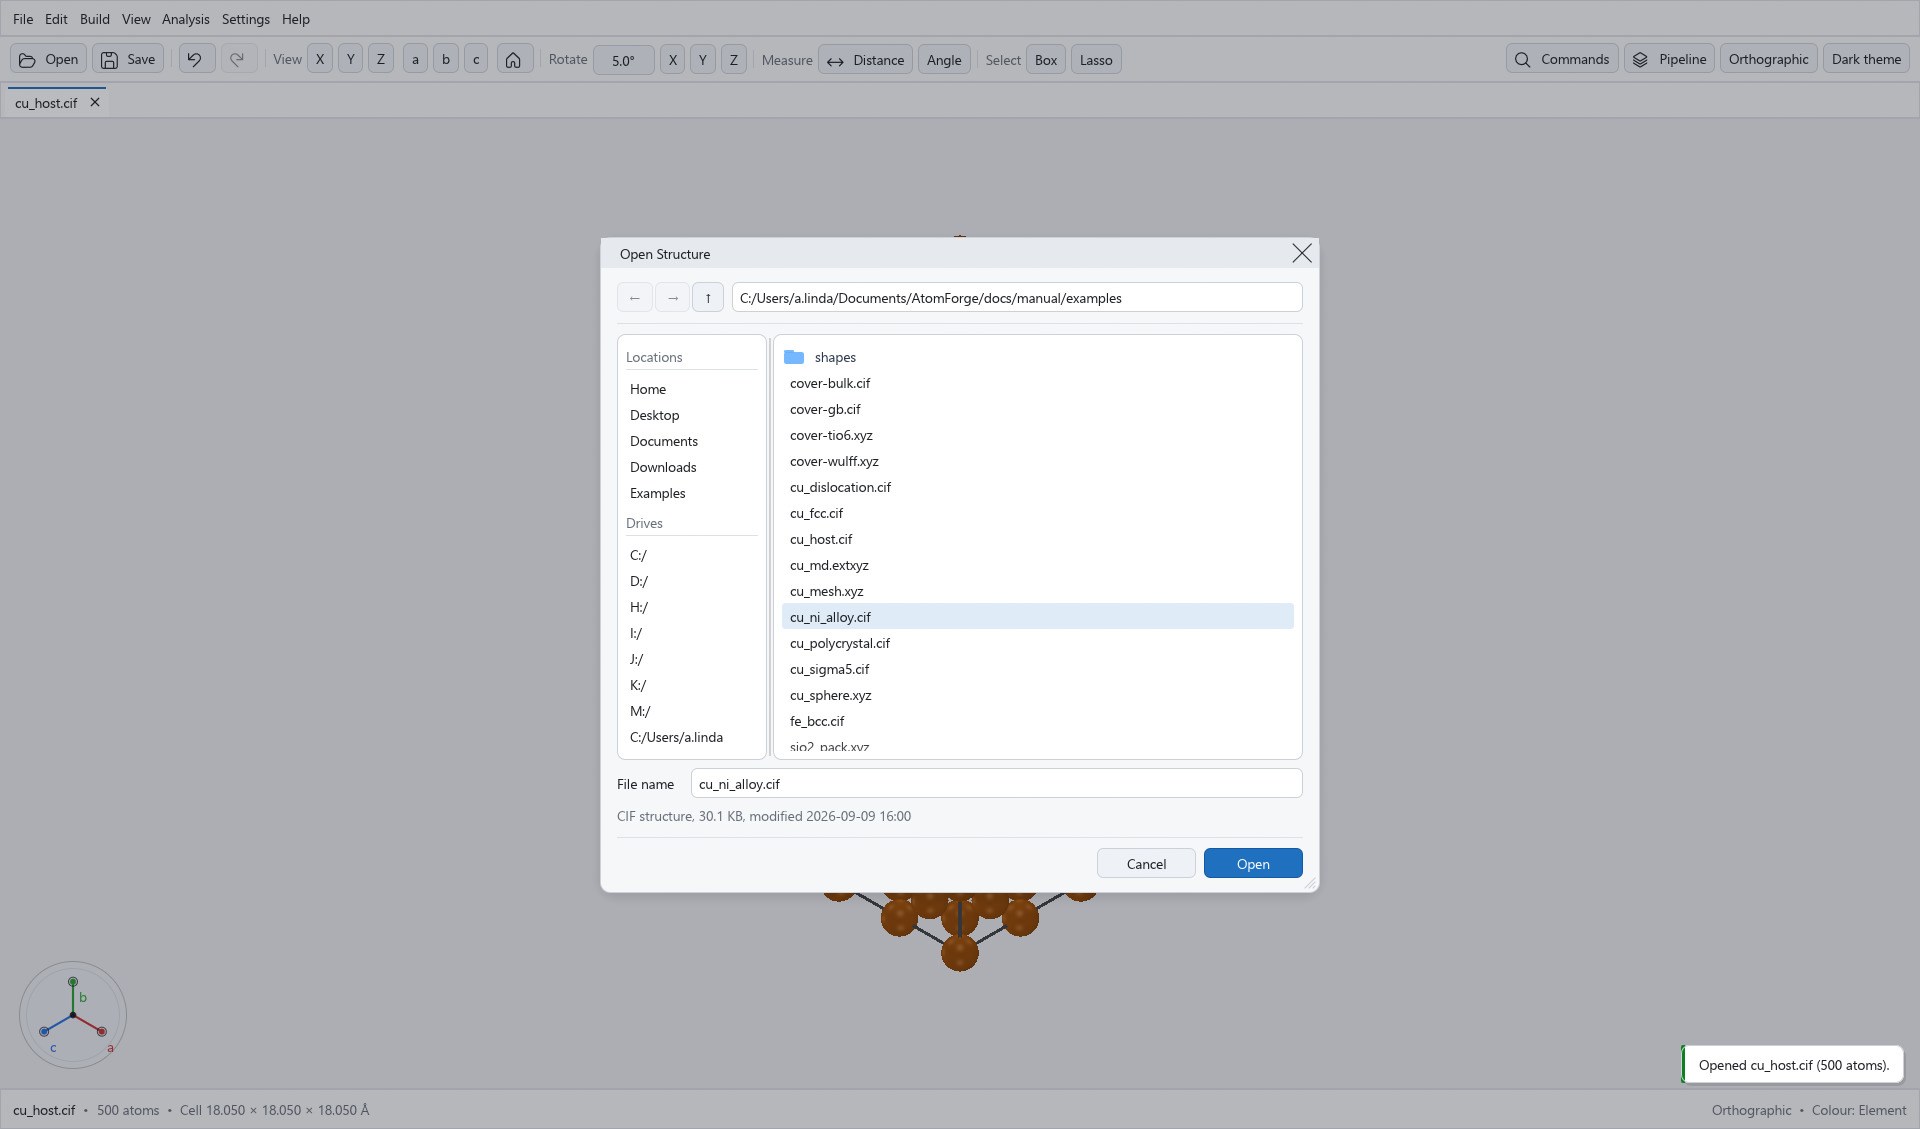 File Edit Build View Analysis Settings Help
Open Save View X Y Z a b c Rotate 5.0° X Y Z Measure Distance Angle Select Box Lasso Commands Pipeline Orthographic Dark theme
cu_host.cif
Open Structure
← → ↑ C:/Users/a.linda/Documents/AtomForge/docs/manual/examples
Locations
Home
Desktop
Documents
Downloads
Examples
Drives
C:/
D:/
H:/
I:/
J:/
K:/
M:/
C:/Users/a.linda
shapes
cover-bulk.cif
cover-gb.cif
cover-tio6.xyz
cover-wulff.xyz
cu_dislocation.cif
cu_fcc.cif
cu_host.cif
cu_md.extxyz
cu_mesh.xyz
cu_ni_alloy.cif
cu_polycrystal.cif
cu_sigma5.cif
cu_sphere.xyz
fe_bcc.cif
sio2_pack.xyz
File name cu_ni_alloy.cif
CIF structure, 30.1 KB, modified 2026-09-09 16:00
Cancel Open
b
c a
Opened cu_host.cif (500 atoms).
cu_host.cif • 500 atoms • Cell 18.050 × 18.050 × 18.050 Å
Orthographic • Colour: Element